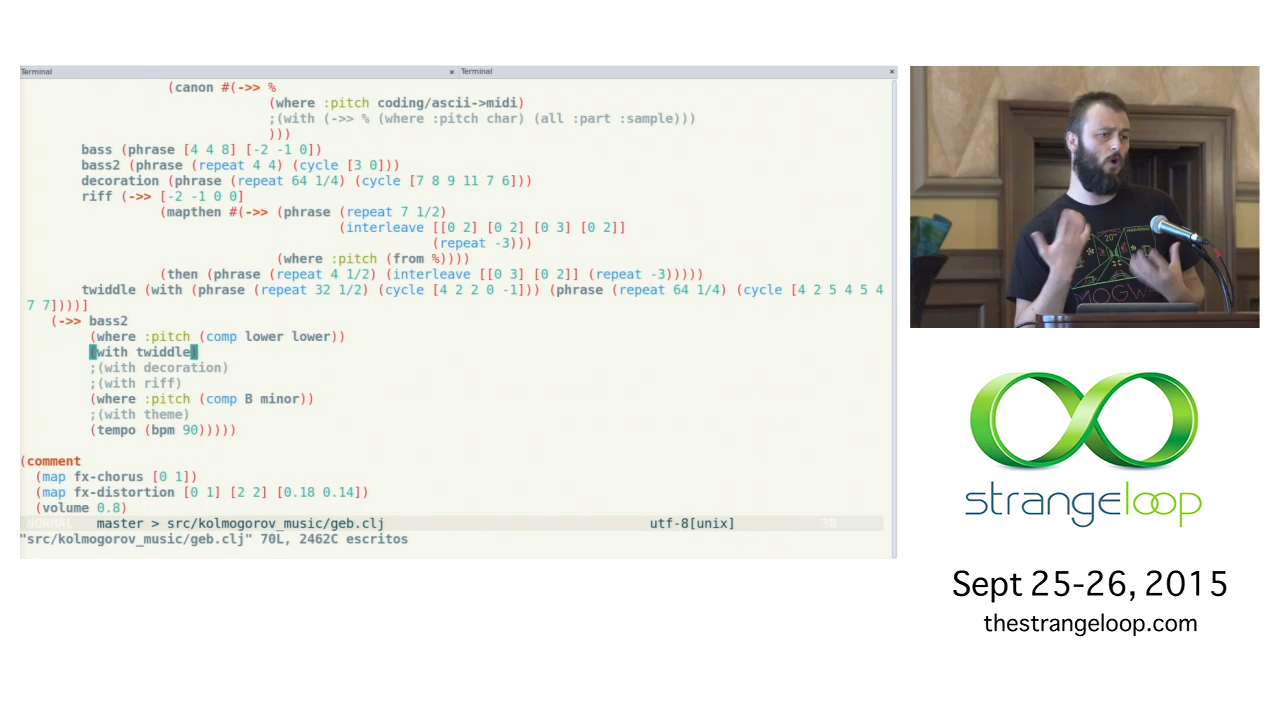 Terminal
Terminal
(canon #(->> %
(where :pitch coding/ascii->midi)
;(with (->> % (where :pitch char) (all :part :sample)))
)))
bass (phrase [4 4 8] [-2 -1 0])
bass2 (phrase (repeat 4 4) (cycle [3 0]))
decoration (phrase (repeat 64 1/4) (cycle [7 8 9 11 7 6]))
riff (->> [-2 -1 0 0]
(mapthen #(->> (phrase (repeat 7 1/2)
(interleave [[0 2] [0 2] [0 3] [0 2]]
(repeat -3)))
(where :pitch (from %))))
(then (phrase (repeat 4 1/2) (interleave [[0 3] [0 2]] (repeat -3)))))
twiddle (with (phrase (repeat 32 1/2) (cycle [4 2 2 0 -1])) (phrase (repeat 64 1/4) (cycle [4 2 5 4 5 4
7 7])))]
(->> bass2
(where :pitch (comp lower lower))
(with twiddle)
;(with decoration)
;(with riff)
(where :pitch (comp B minor))
;(with theme)
(tempo (bpm 90)))))
(comment
(map fx-chorus [0 1])
(map fx-distortion [0 1] [2 2] [0.18 0.14])
(volume 0.8)
NORMAL master > src/kolmogorov_music/geb.clj utf-8[unix] 30
"src/kolmogorov_music/geb.clj" 70L, 2462C escritos
20"
MOGWA
strangeloop
Sept 25-26, 2015
thestrangeloop.com